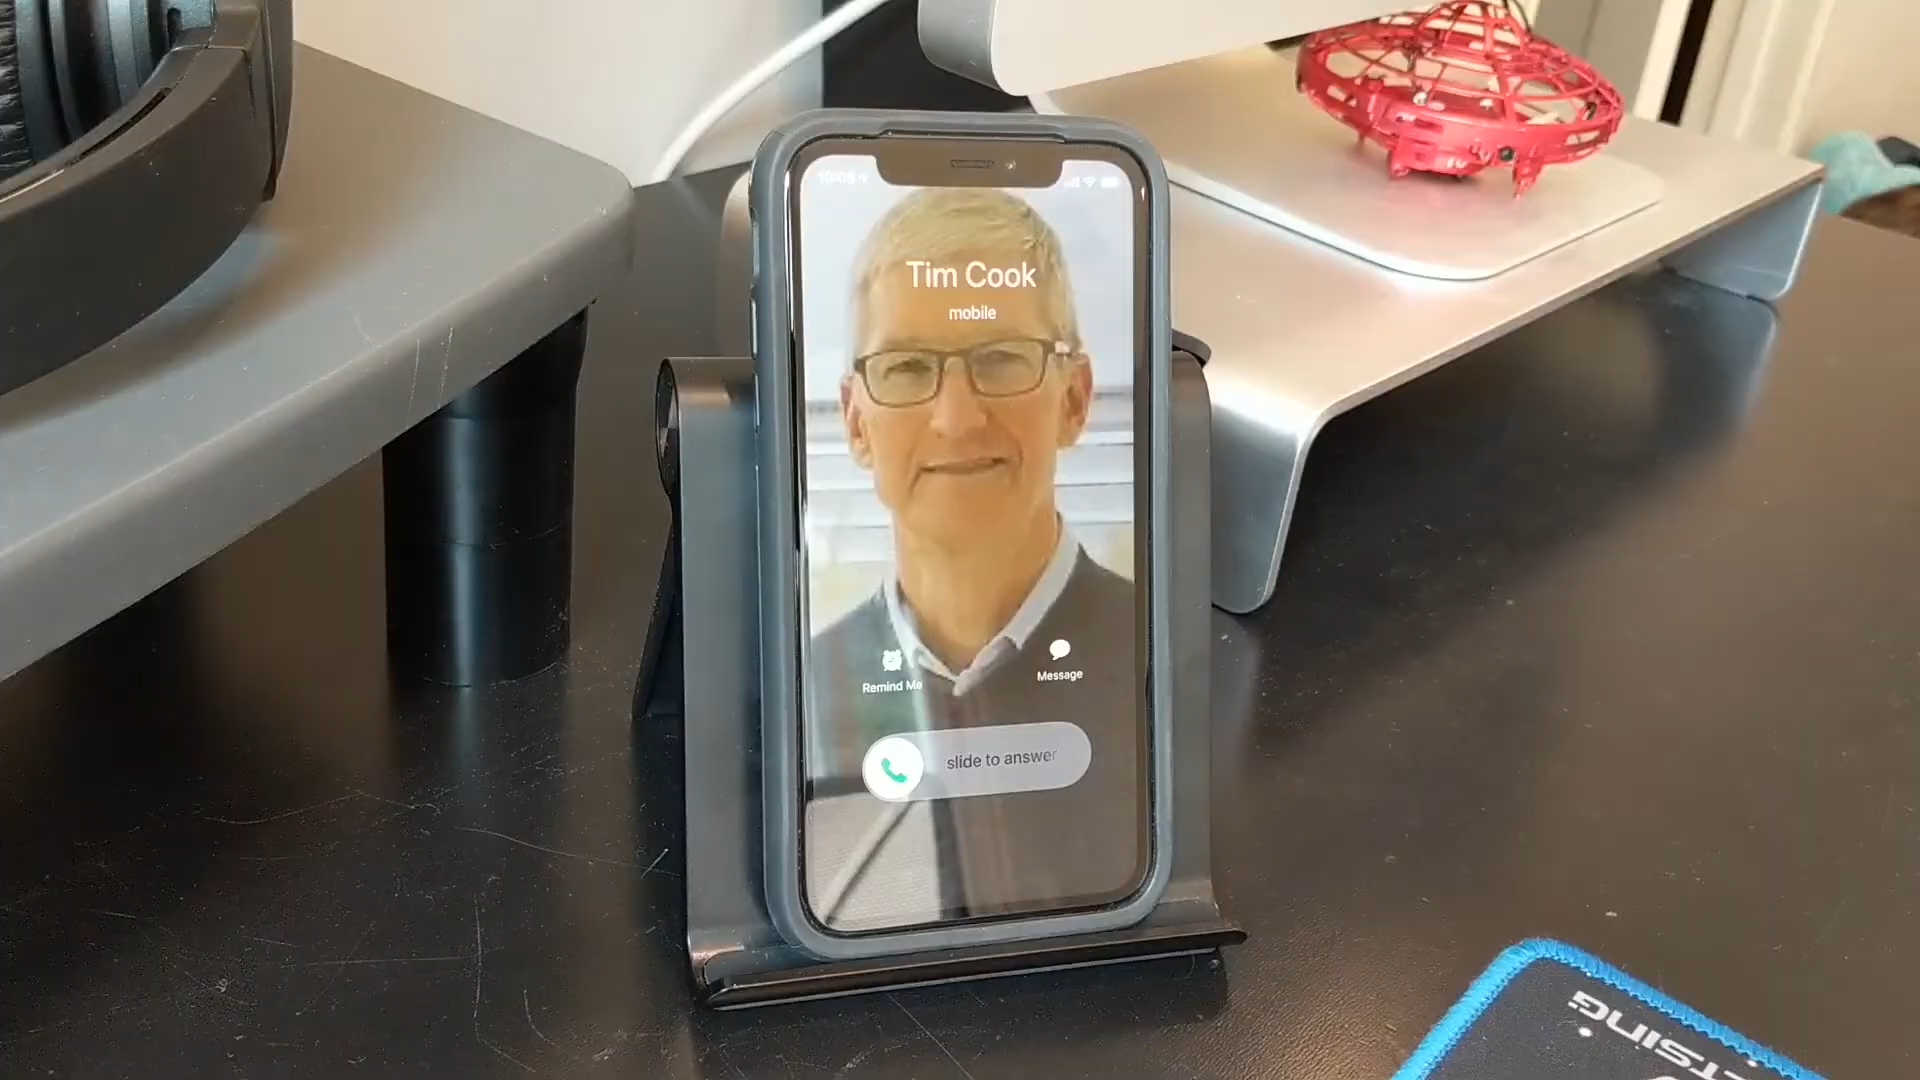 Tim Cook
mobile
Remind Me
Message
slide to answer